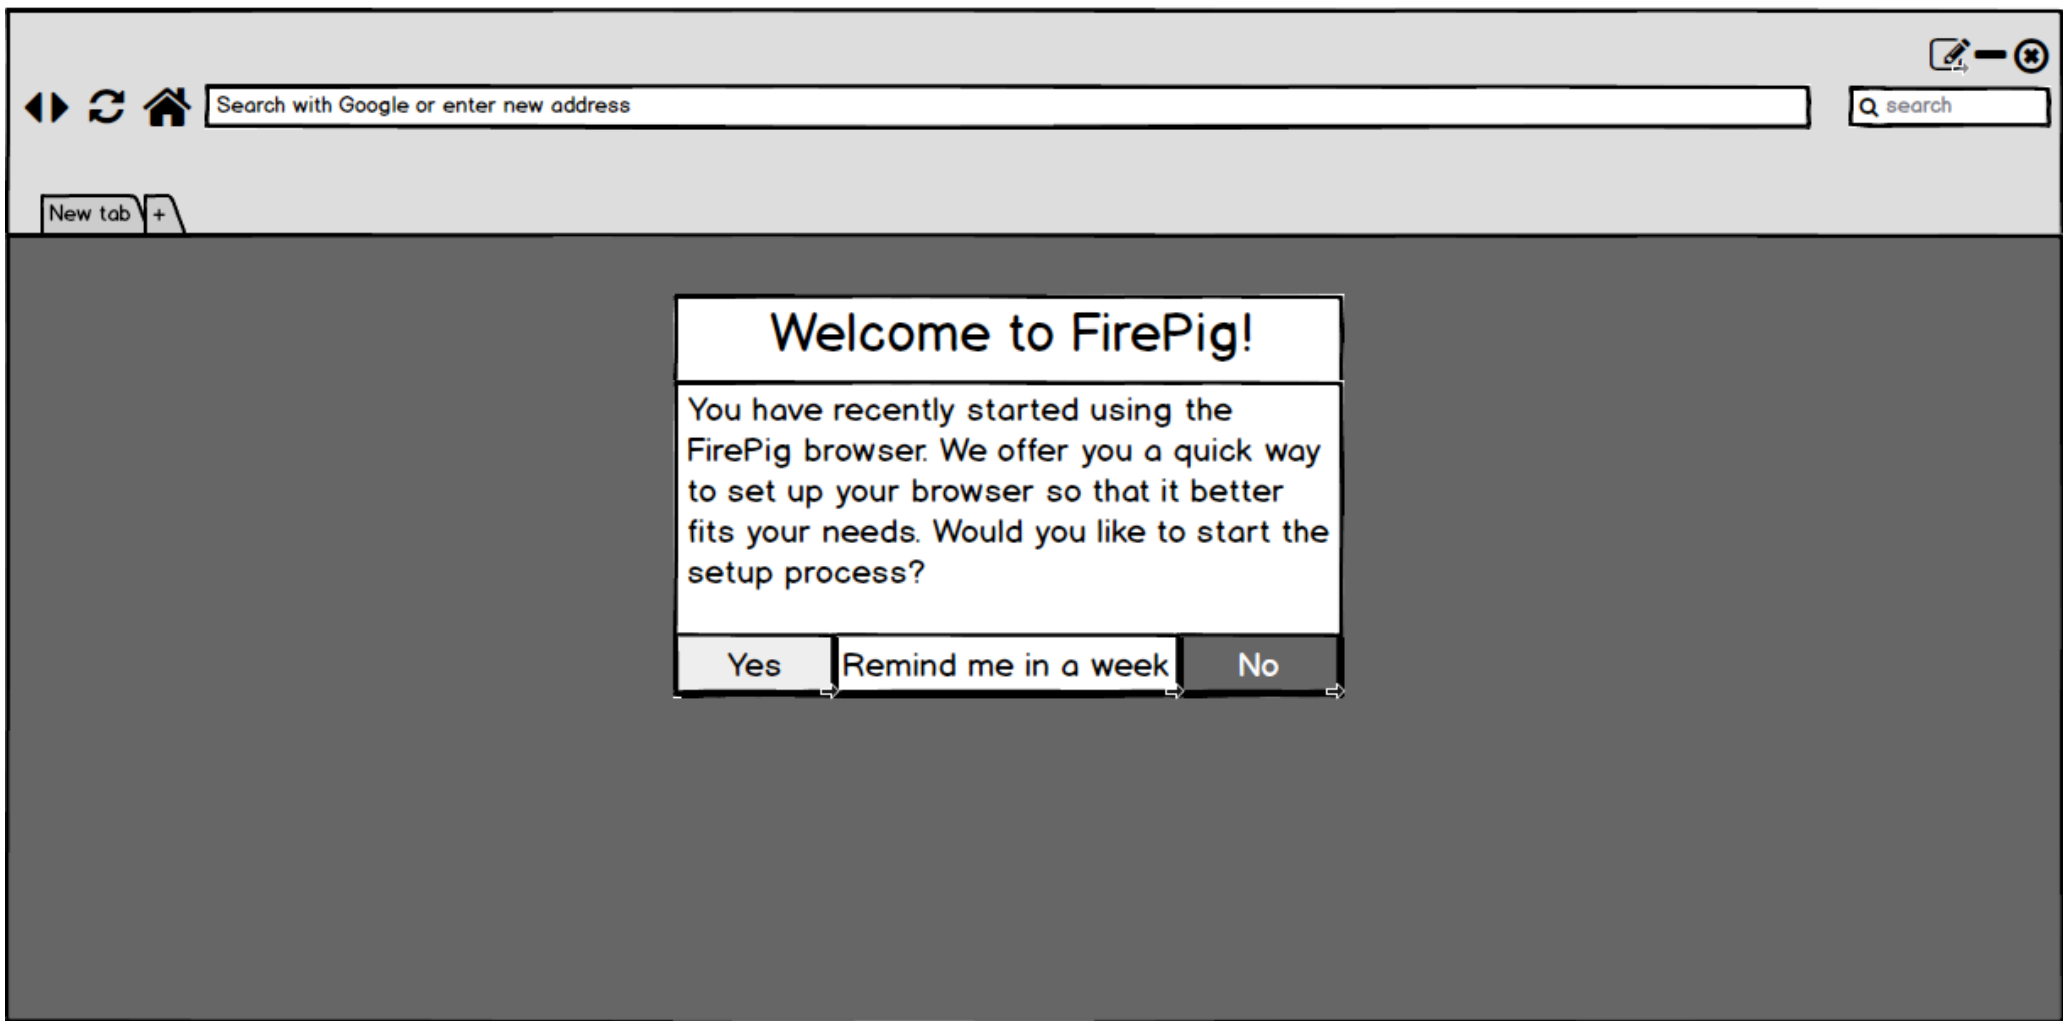 Search with Google or enter new address
search
New tab
+
Welcome to FirePig!
You have recently started using the
FirePig browser. We offer you a quick way
to set up your browser so that it better
fits your needs. Would you like to start the
setup process?
Yes
Remind me in a week
No